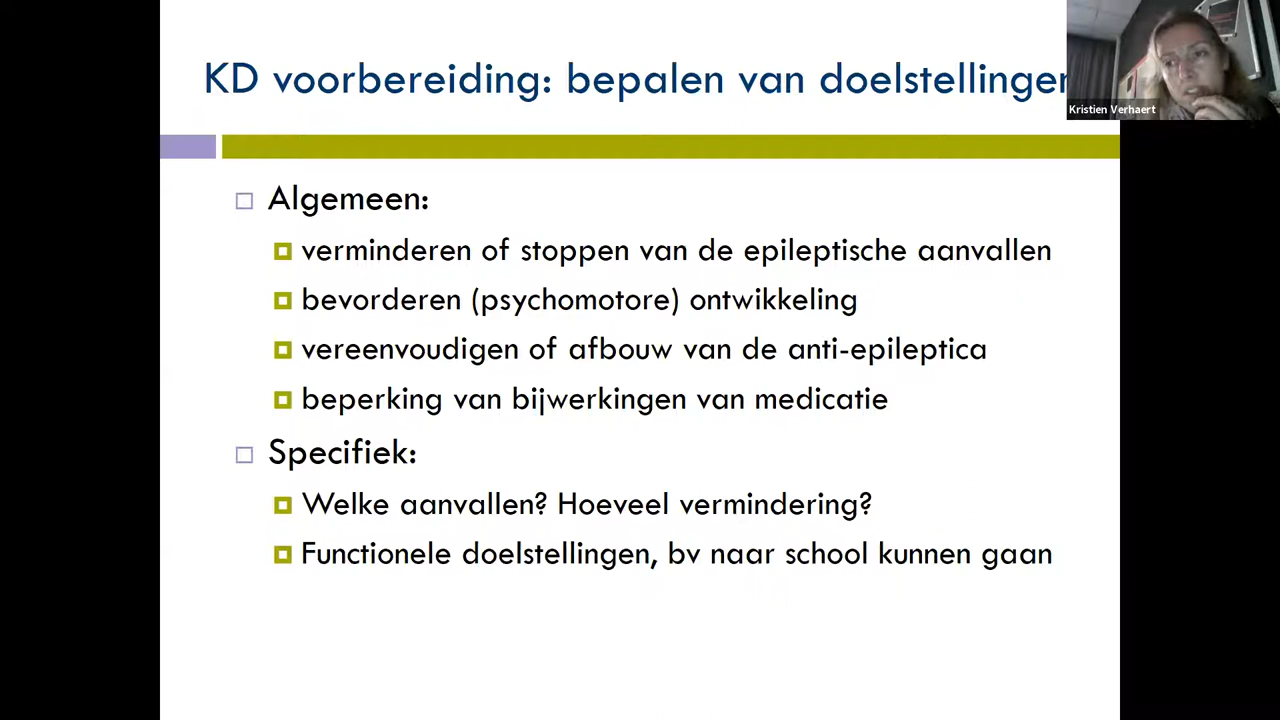 KD voorbereiding: bepalen van doelstellingen
Kristien Verhaert
Algemeen:
verminderen of stoppen van de epileptische aanvallen
bevorderen (psychomotore) ontwikkeling
vereenvoudigen of afbouw van de anti-epileptica
beperking van bijwerkingen van medicatie
Specifiek:
Welke aanvallen? Hoeveel vermindering?
Functionele doelstellingen, bv naar school kunnen gaan